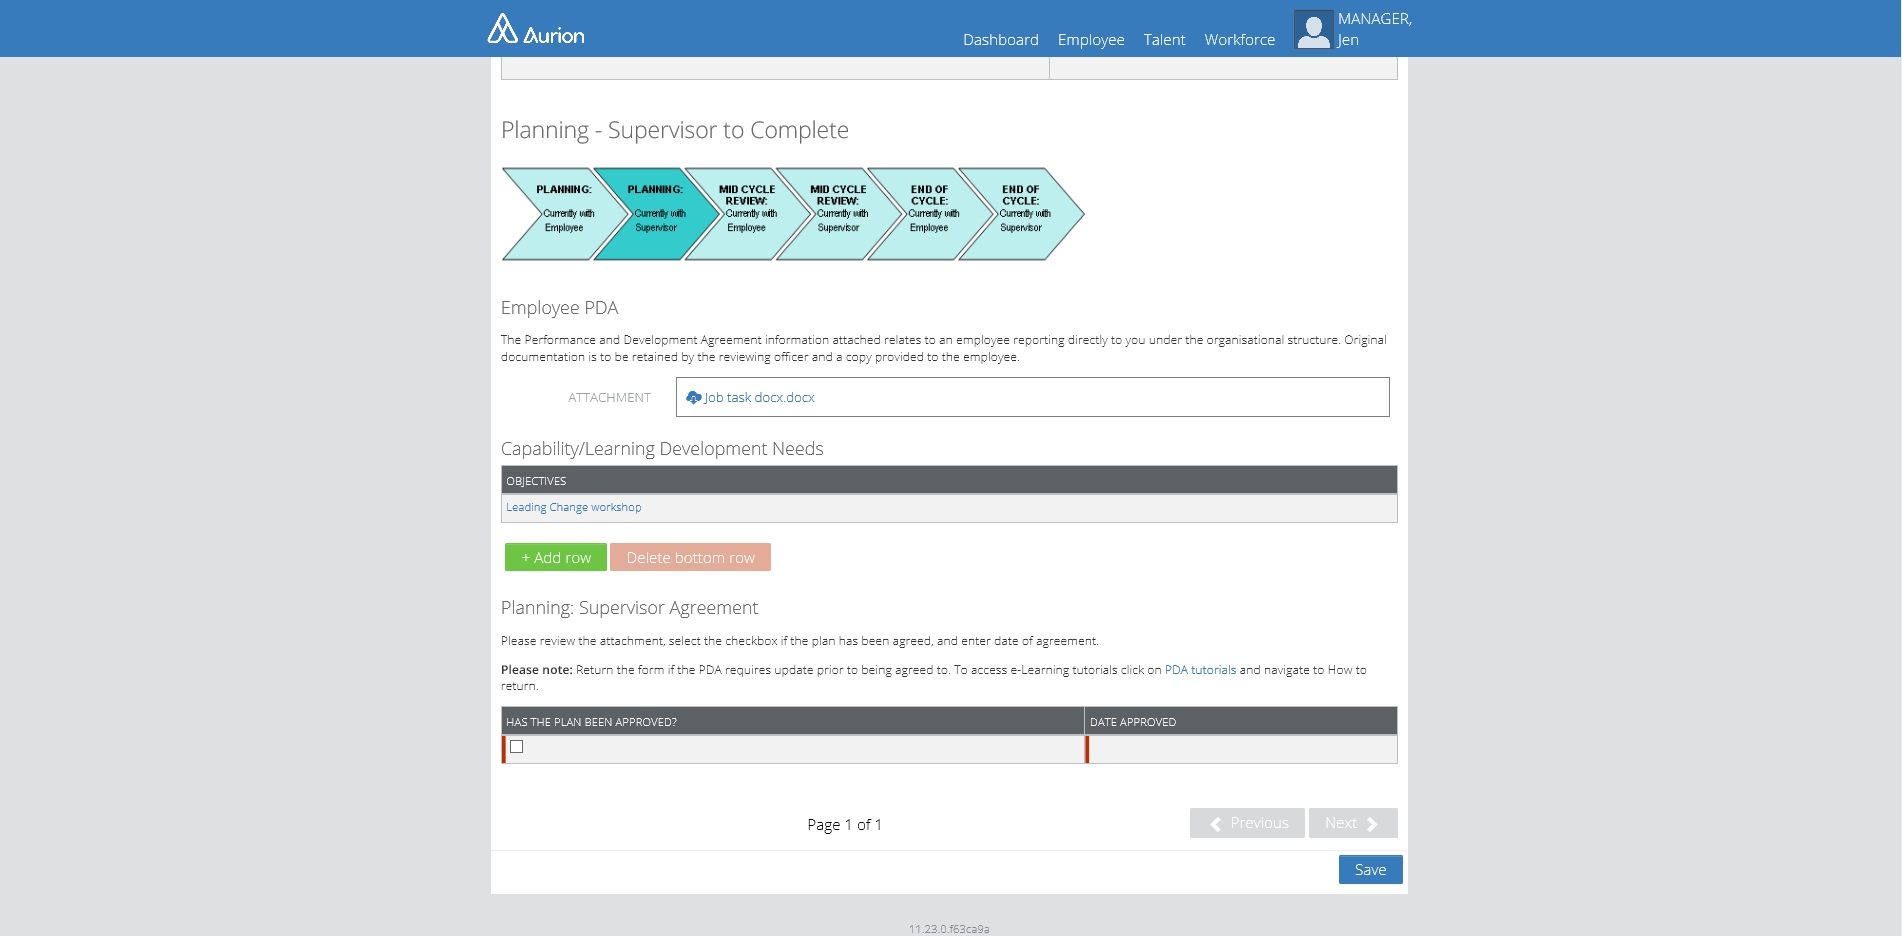 Aurion
Dashboard
Employee
Talent
Workforce
MANAGER,
Jen
Planning - Supervisor to Complete
PLANNING:
Currently with
Employee
PLANNING:
Currently with
Supervisor
MID CYCLE
REVIEW:
Currently with
Employee
MID CYCLE
REVIEW:
Currently with
Supervisor
END OF
CYCLE:
Currently with
Employee
END OF
CYCLE:
Currently with
Supervisor
Employee PDA
The Performance and Development Agreement information attached relates to an employee reporting directly to you under the organisational structure. Original
documentation is to be retained by the reviewing officer and a copy provided to the employee.
ATTACHMENT
Job task docx.docx
Capability/Learning Development Needs
OBJECTIVES
Leading Change workshop
+ Add row
Delete bottom row
Planning: Supervisor Agreement
Please review the attachment, select the checkbox if the plan has been agreed, and enter date of agreement.
Please note: Return the form if the PDA requires update prior to being agreed to. To access e-Learning tutorials click on PDA tutorials and navigate to How to
return.
HAS THE PLAN BEEN APPROVED?
DATE APPROVED
Page 1 of 1
Previous
Next
Save
11.23.0.f63ca9a